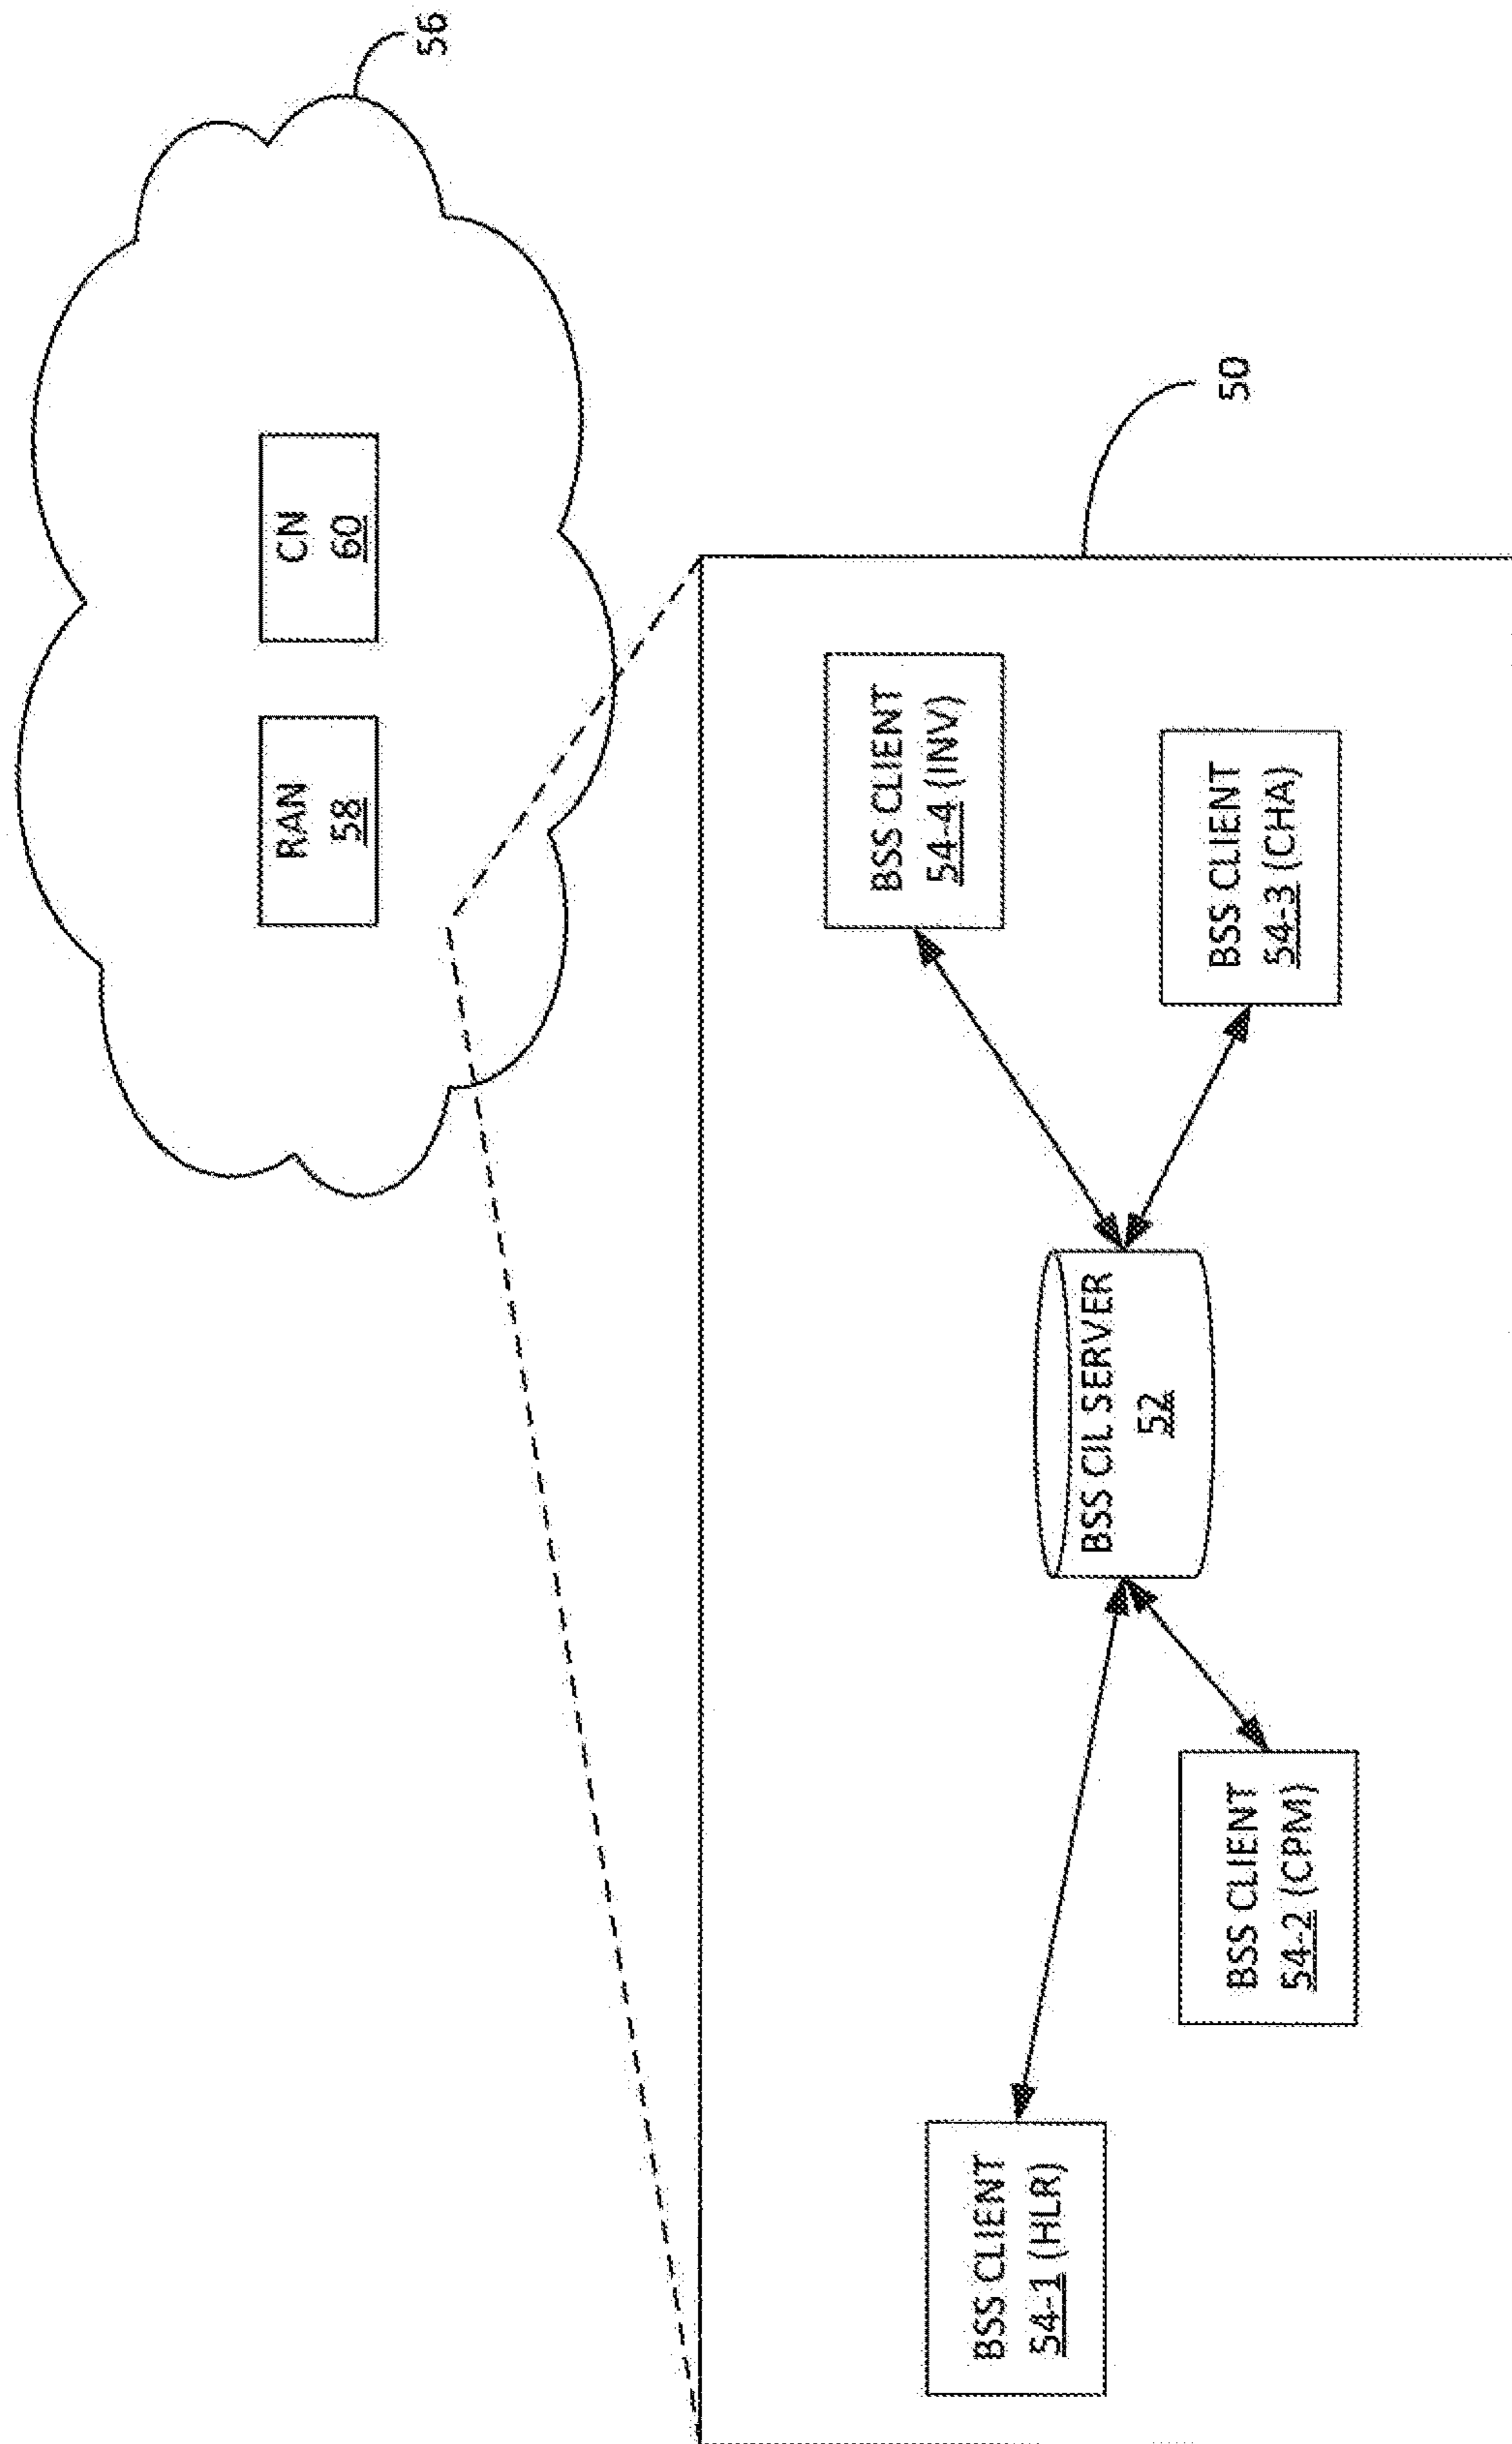 56
RAN
58
CN
60
50
BSS CLIENT
54-1 (HLR)
BSS CLIENT
54-2 (CPM)
BSS CIL SERVER
52
BSS CLIENT
54-4 (INV)
BSS CLIENT
54-3 (CHA)